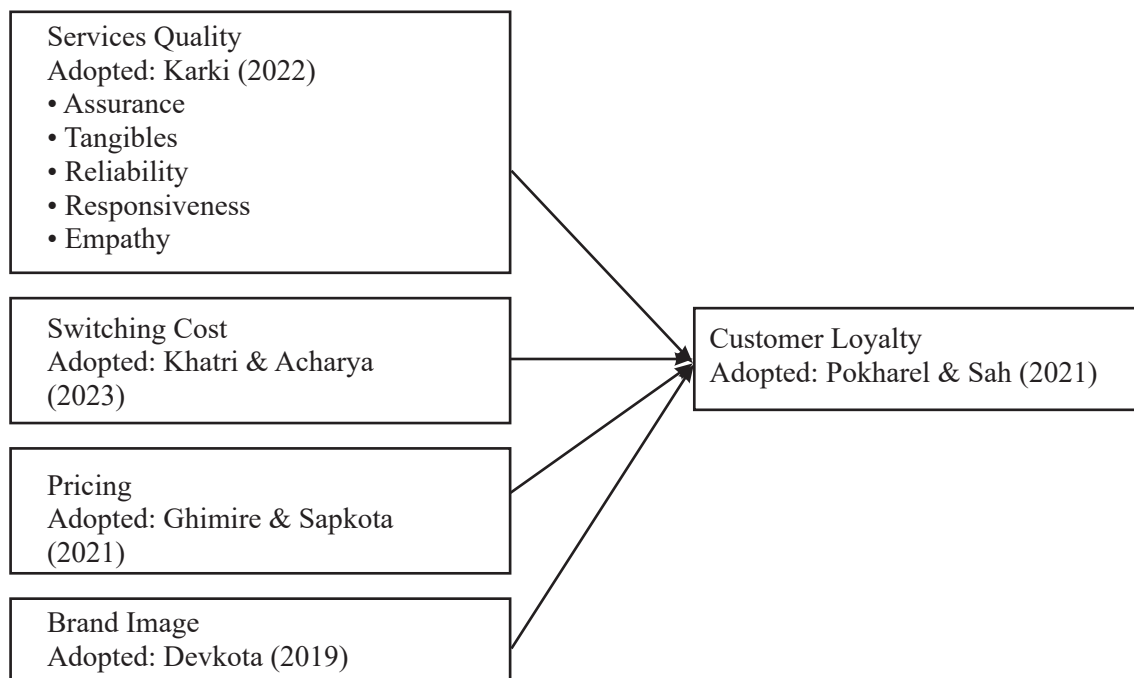 Services Quality
Adopted: Karki (2022)
• Assurance
• Tangibles
• Reliability
• Responsiveness
• Empathy
Switching Cost
Adopted: Khatri & Acharya
(2023)
Pricing
Adopted: Ghimire & Sapkota
(2021)
Brand Image
Adopted: Devkota (2019)
Customer Loyalty
Adopted: Pokharel & Sah (2021)